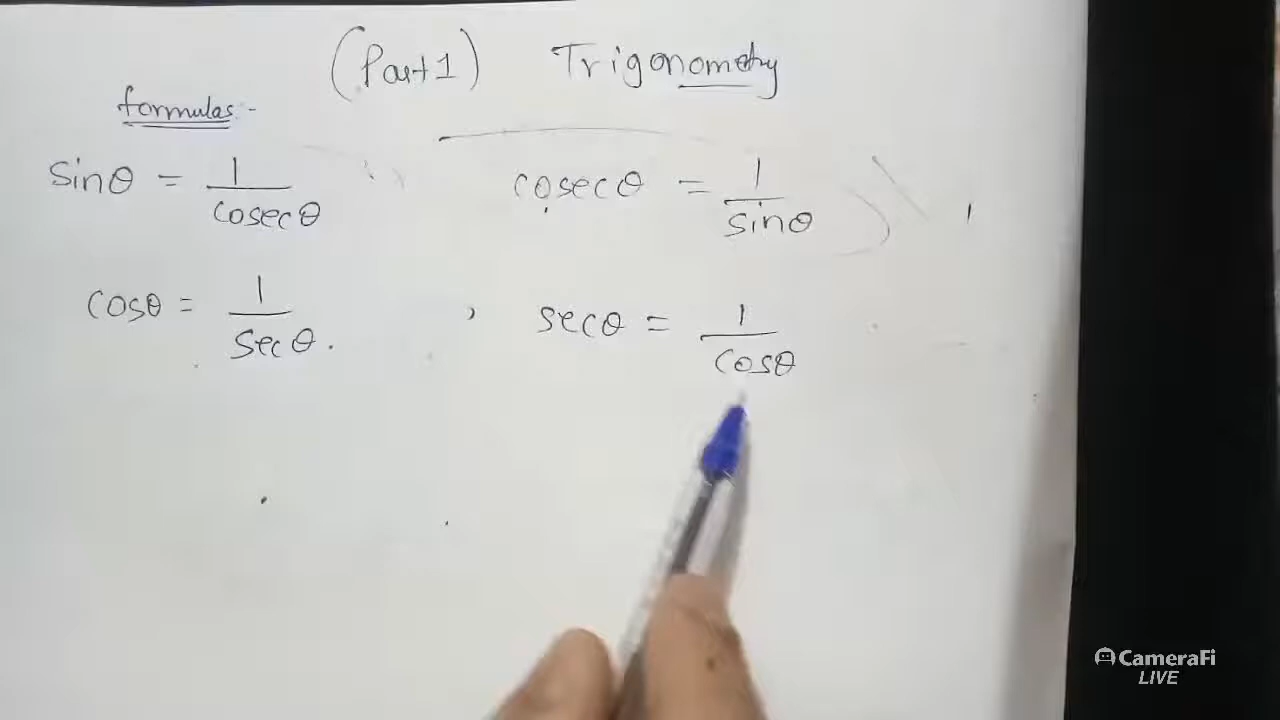 (Part 1) Trigonometry
formulas:-
sinθ = 1/cosecθ cosecθ = 1/sinθ
cosθ = 1/secθ. , secθ = 1/cosθ
CameraFi
LIVE